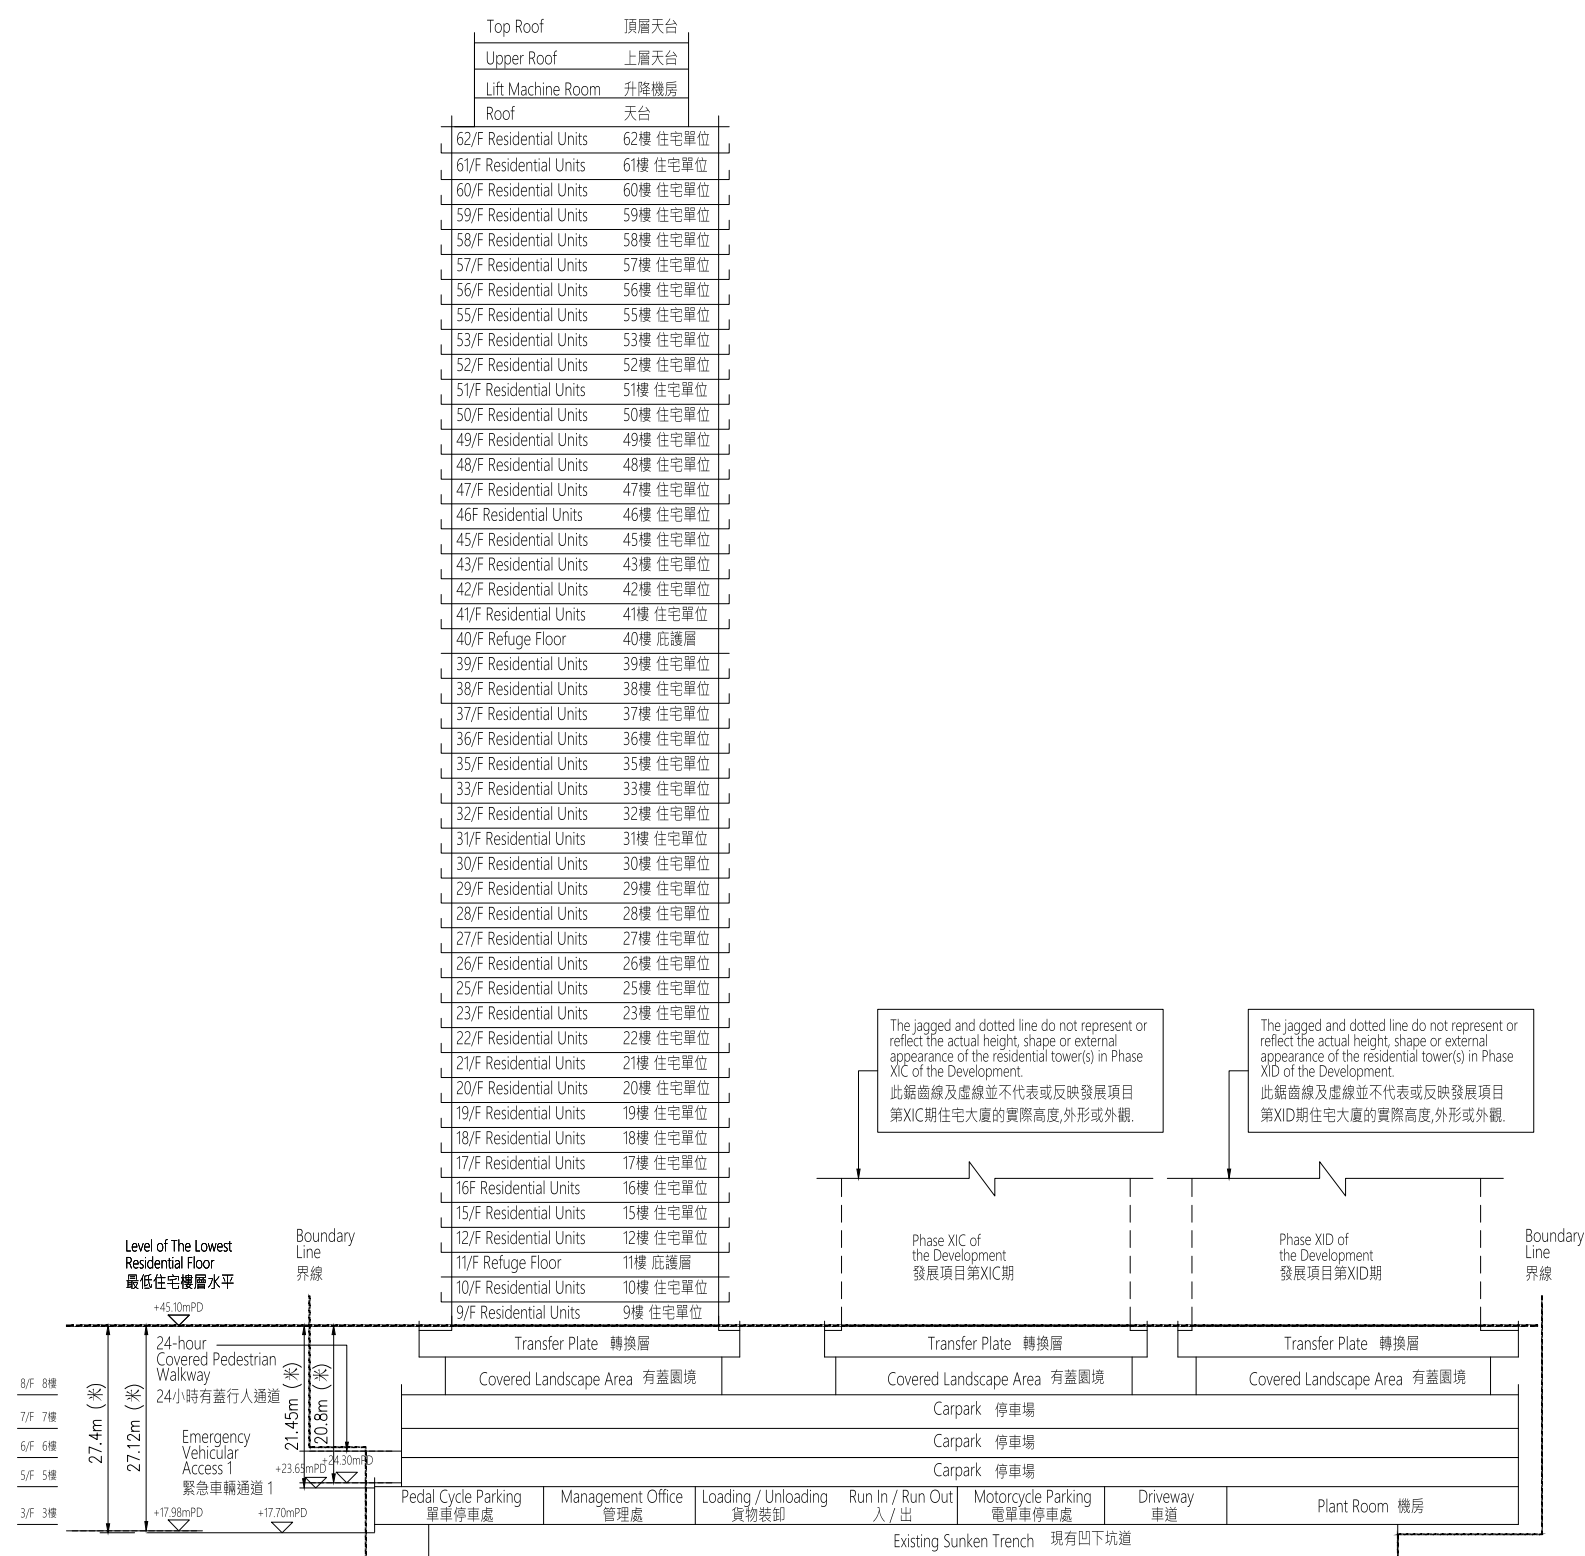 Top Roof 頂層天台
Upper Roof 上層天台
Lift Machine Room 升降機房
Roof 天台
62/F Residential Units 62樓 住宅單位
61/F Residential Units 61樓 住宅單位
60/F Residential Units 60樓 住宅單位
59/F Residential Units 59樓 住宅單位
58/F Residential Units 58樓 住宅單位
57/F Residential Units 57樓 住宅單位
56/F Residential Units 56樓 住宅單位
55/F Residential Units 55樓 住宅單位
53/F Residential Units 53樓 住宅單位
52/F Residential Units 52樓 住宅單位
51/F Residential Units 51樓 住宅單位
50/F Residential Units 50樓 住宅單位
49/F Residential Units 49樓 住宅單位
48/F Residential Units 48樓 住宅單位
47/F Residential Units 47樓 住宅單位
46F Residential Units 46樓 住宅單位
45/F Residential Units 45樓 住宅單位
43/F Residential Units 43樓 住宅單位
42/F Residential Units 42樓 住宅單位
41/F Residential Units 41樓 住宅單位
40/F Refuge Floor 40樓 庇護層
39/F Residential Units 39樓 住宅單位
38/F Residential Units 38樓 住宅單位
37/F Residential Units 37樓 住宅單位
36/F Residential Units 36樓 住宅單位
35/F Residential Units 35樓 住宅單位
33/F Residential Units 33樓 住宅單位
32/F Residential Units 32樓 住宅單位
31/F Residential Units 31樓 住宅單位
30/F Residential Units 30樓 住宅單位
29/F Residential Units 29樓 住宅單位
28/F Residential Units 28樓 住宅單位
27/F Residential Units 27樓 住宅單位
26/F Residential Units 26樓 住宅單位
25/F Residential Units 25樓 住宅單位
23/F Residential Units 23樓 住宅單位
22/F Residential Units 22樓 住宅單位
21/F Residential Units 21樓 住宅單位
20/F Residential Units 20樓 住宅單位
19/F Residential Units 19樓 住宅單位
18/F Residential Units 18樓 住宅單位
17/F Residential Units 17樓 住宅單位
16F Residential Units 16樓 住宅單位
15/F Residential Units 15樓 住宅單位
12/F Residential Units 12樓 住宅單位
11/F Refuge Floor 11樓 庇護層
10/F Residential Units 10樓 住宅單位
9/F Residential Units 9樓 住宅單位
The jagged and dotted line do not represent or
reflect the actual height, shape or external
appearance of the residential tower(s) in Phase
XIC of the Development.
此鋸齒線及虛線並不代表或反映發展項目
第XIC期住宅大廈的實際高度,外形或外觀.
The jagged and dotted line do not represent or
reflect the actual height, shape or external
appearance of the residential tower(s) in Phase
XID of the Development.
此鋸齒線及虛線並不代表或反映發展項目
第XID期住宅大廈的實際高度,外形或外觀.
Phase XIC of
the Development
發展項目第XIC期
Phase XID of
the Development
發展項目第XID期
Boundary
Line
界線
Level of The Lowest
Residential Floor
最低住宅樓層水平
+45.10mPD
Boundary
Line
界線
24-hour
Covered Pedestrian
Walkway
24小時有蓋行人通道
Emergency
Vehicular
Access 1
緊急車輛通道 1
27.4m (米)
27.12m (米)
21.45m (米)
20.8m (米)
+23.65mPD
+24.30mPD
+17.98mPD
+17.70mPD
8/F 8樓
7/F 7樓
6/F 6樓
5/F 5樓
3/F 3樓
Transfer Plate 轉換層
Transfer Plate 轉換層
Transfer Plate 轉換層
Covered Landscape Area 有蓋園境
Covered Landscape Area 有蓋園境
Covered Landscape Area 有蓋園境
Carpark 停車場
Carpark 停車場
Carpark 停車場
Pedal Cycle Parking
單車停車處
Management Office
管理處
Loading / Unloading
貨物裝卸
Run In / Run Out
入 / 出
Motorcycle Parking
電單車停車處
Driveway
車道
Plant Room 機房
Existing Sunken Trench 現有凹下坑道